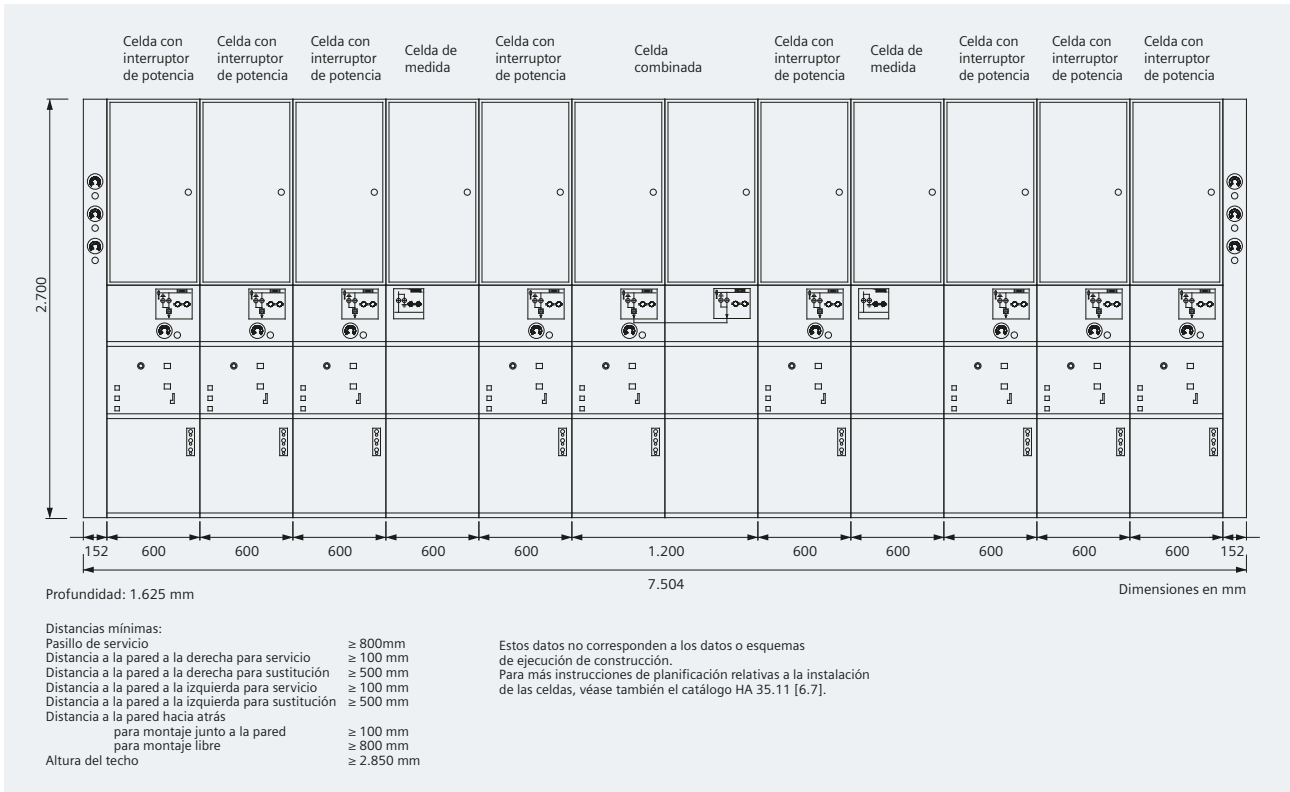 Celda con
interruptor
de potencia
Celda con
interruptor
de potencia
Celda con
interruptor
de potencia
Celda de
medida
Celda con
interruptor
de potencia
Celda
combinada
Celda con
interruptor
de potencia
Celda de
medida
Celda con
interruptor
de potencia
Celda con
interruptor
de potencia
Celda con
interruptor
de potencia
2.700
152 600 600 600 600 600 1.200 600 600 600 600 600 152
7.504
Profundidad: 1.625 mm
Dimensiones en mm
Distancias mínimas:
Pasillo de servicio ≥ 800mm
Distancia a la pared a la derecha para servicio ≥ 100 mm
Distancia a la pared a la derecha para sustitución ≥ 500 mm
Distancia a la pared a la izquierda para servicio ≥ 100 mm
Distancia a la pared a la izquierda para sustitución ≥ 500 mm
Distancia a la pared hacia atrás
para montaje junto a la pared ≥ 100 mm
para montaje libre ≥ 800 mm
Altura del techo ≥ 2.850 mm
Estos datos no corresponden a los datos o esquemas
de ejecución de construcción.
Para más instrucciones de planificación relativas a la instalación
de las celdas, véase también el catálogo HA 35.11 [6.7].